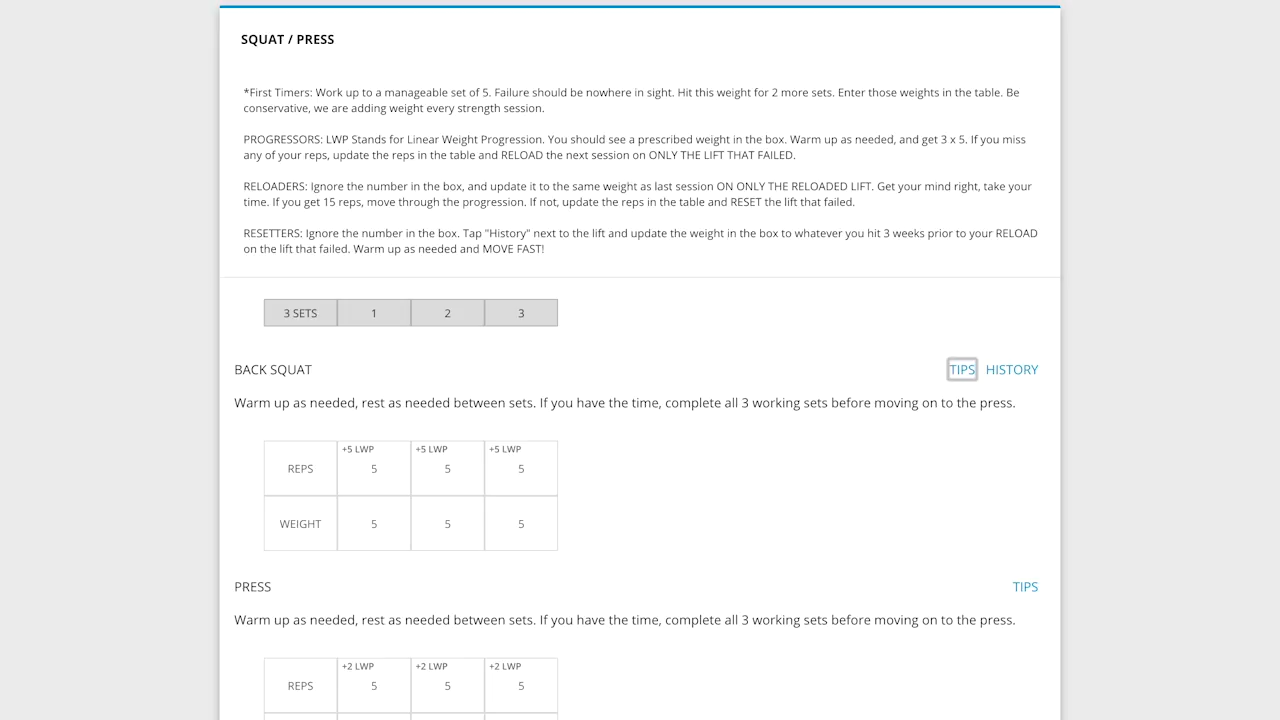 SQUAT / PRESS
*First Timers: Work up to a manageable set of 5. Failure should be nowhere in sight. Hit this weight for 2 more sets. Enter those weights in the table. Be
conservative, we are adding weight every strength session.
PROGRESSORS: LWP Stands for Linear Weight Progression. You should see a prescribed weight in the box. Warm up as needed, and get 3 x 5. If you miss
any of your reps, update the reps in the table and RELOAD the next session on ONLY THE LIFT THAT FAILED.
RELOADERS: Ignore the number in the box, and update it to the same weight as last session ON ONLY THE RELOADED LIFT. Get your mind right, take your
time. If you get 15 reps, move through the progression. If not, update the reps in the table and RESET the lift that failed.
RESETTERS: Ignore the number in the box. Tap "History" next to the lift and update the weight in the box to whatever you hit 3 weeks prior to your RELOAD
on the lift that failed. Warm up as needed and MOVE FAST!
3 SETS 1 2 3
BACK SQUAT TIPS HISTORY
Warm up as needed, rest as needed between sets. If you have the time, complete all 3 working sets before moving on to the press.
+5 LWP +5 LWP +5 LWP
REPS 5 5 5
WEIGHT 5 5 5
PRESS TIPS
Warm up as needed, rest as needed between sets. If you have the time, complete all 3 working sets before moving on to the press.
+2 LWP +2 LWP +2 LWP
REPS 5 5 5